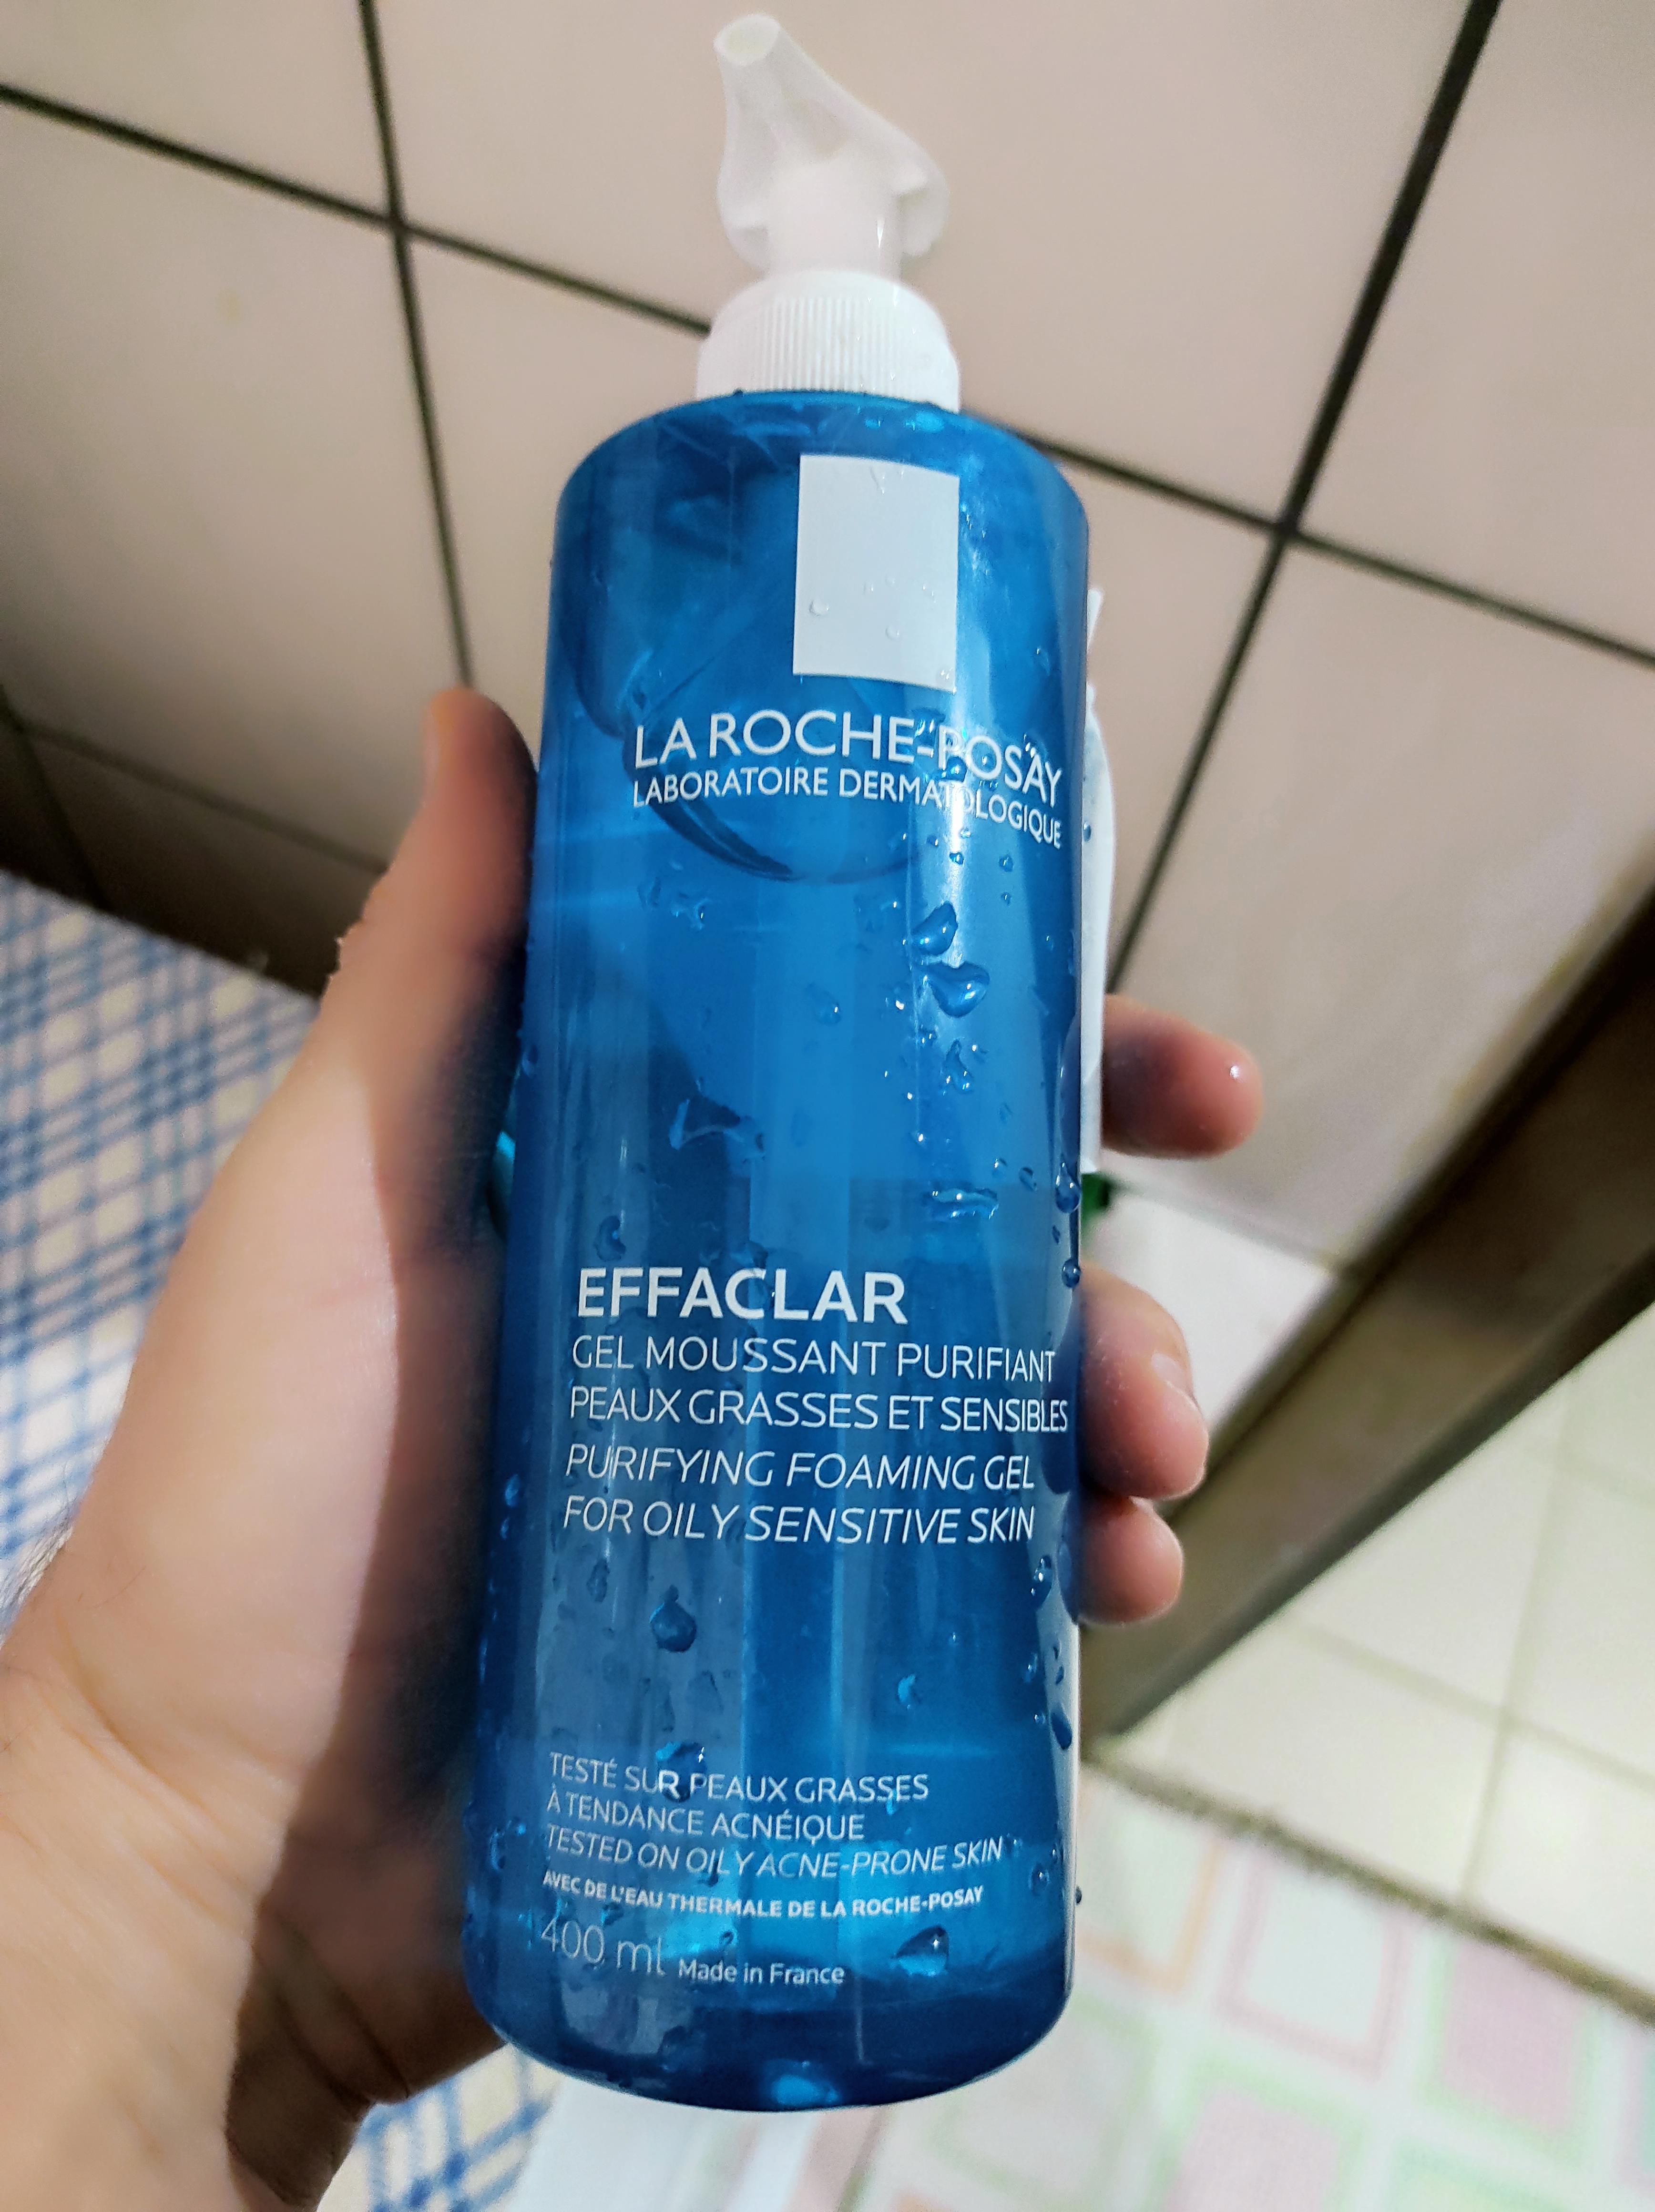 LA ROCHE-POSAY
LABORATOIRE DERMATOLOGIQUE
EFFACLAR
GEL MOUSSANT PURIFIANT
PEAUX GRASSES ET SENSIBLES
PURIFYING FOAMING GEL
FOR OILY SENSITIVE SKIN
TESTÉ SUR PEAUX GRASSES
À TENDANCE ACNÉIQUE
TESTED ON OILY ACNE-PRONE SKIN
AVEC DE L'EAU THERMALE DE LA ROCHE-POSAY
400 ml Made in France